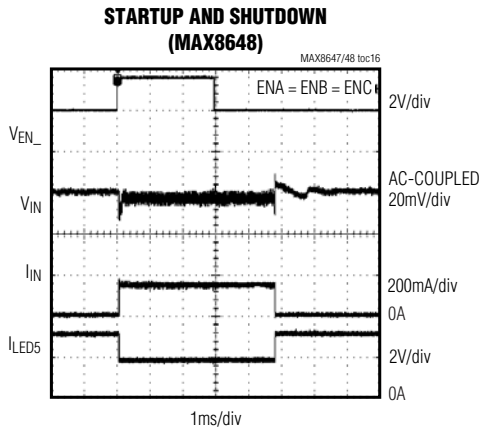 STARTUP AND SHUTDOWN
(MAX8648)
MAX8647/48 toc16
ENA = ENB = ENC
2V/div
VEN_
AC-COUPLED
20mV/div
VIN
IIN
200mA/div
0A
ILED5
2V/div
0A
1ms/div